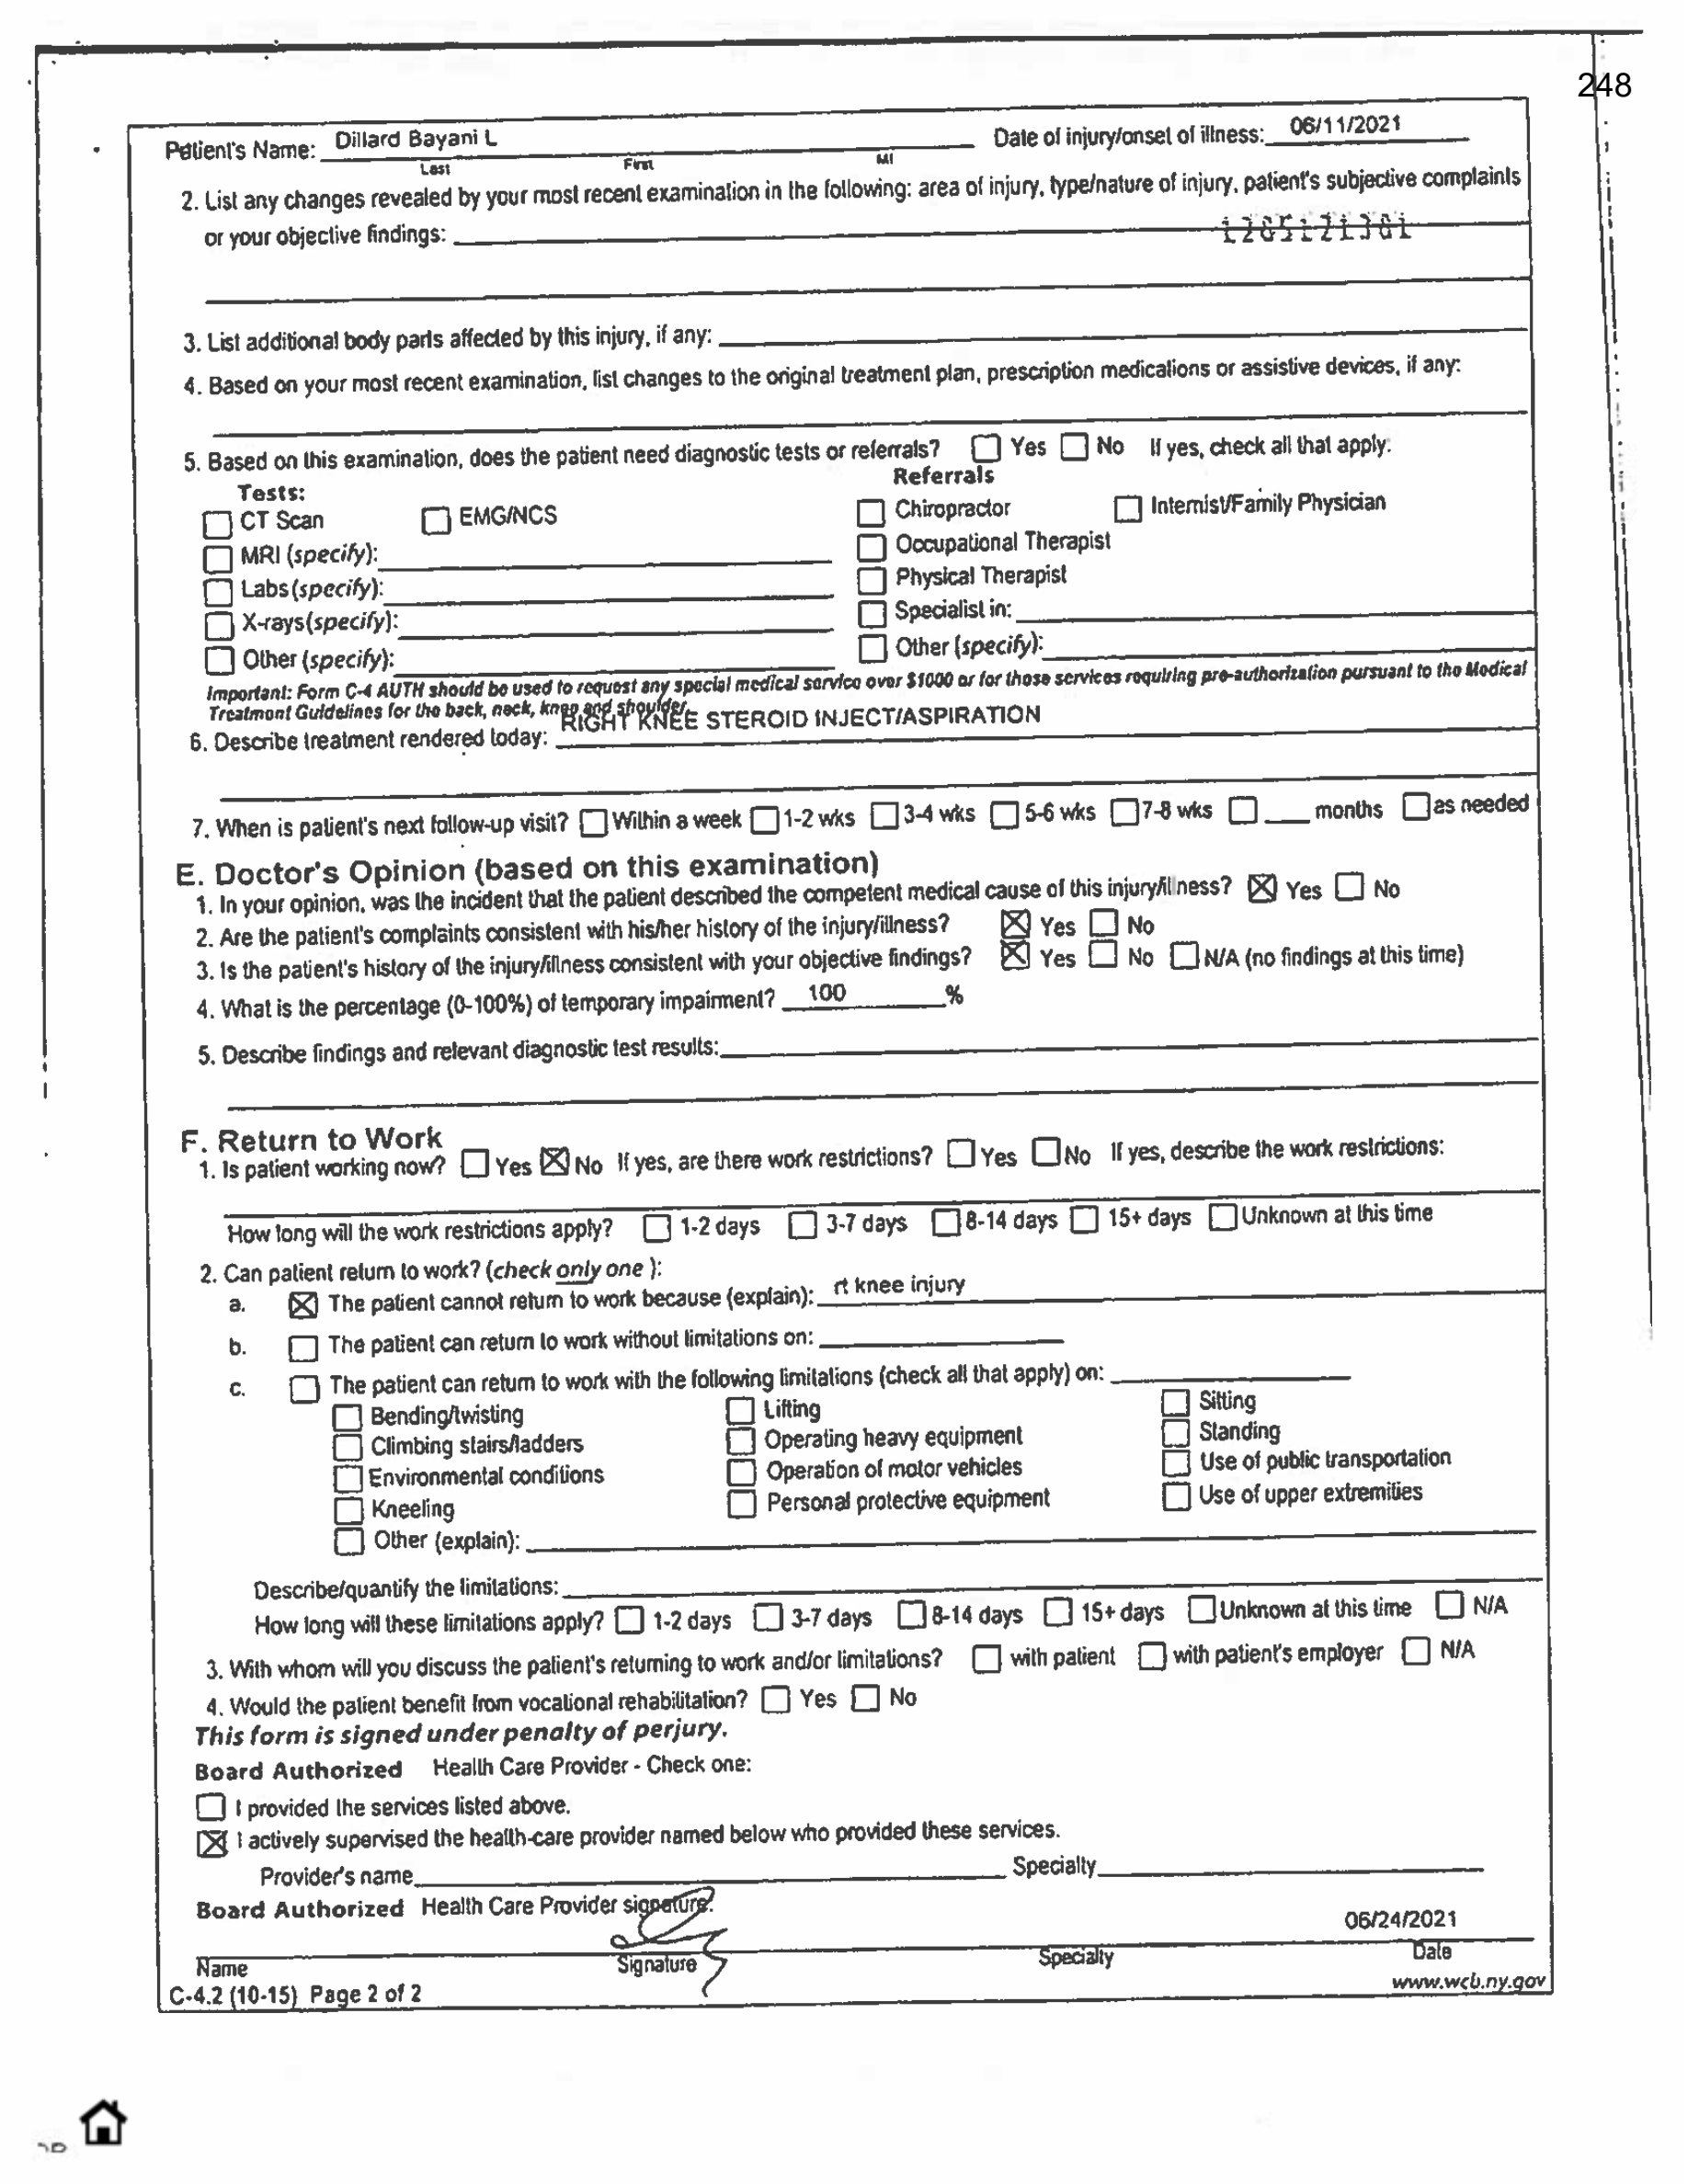 248
Patient's Name: Dillard Bayani L Date of injury/onset of illness: 06/11/2021
Last First MI
2. List any changes revealed by your most recent examination in the following: area of injury, type/nature of injury, patient's subjective complaints
or your objective findings:
3. List additional body parts affected by this injury, if any:
4. Based on your most recent examination, list changes to the original treatment plan, prescription medications or assistive devices, if any:
5. Based on this examination, does the patient need diagnostic tests or referrals? ☐ Yes ☐ No If yes, check all that apply:
Tests: Referrals
☐ CT Scan ☐ EMG/NCS ☐ Chiropractor ☐ Internist/Family Physician
☐ MRI (specify): ☐ Occupational Therapist
☐ Labs (specify): ☐ Physical Therapist
☐ X-rays (specify): ☐ Specialist in:
☐ Other (specify): ☐ Other (specify):
Important: Form C-4 AUTH should be used to request any special medical service over $1000 or for those services requiring pre-authorization pursuant to the Medical
Treatment Guidelines for the back, neck, knee and shoulder.
6. Describe treatment rendered today: RIGHT KNEE STEROID INJECT/ASPIRATION
7. When is patient's next follow-up visit? ☐ Within a week ☐ 1-2 wks ☐ 3-4 wks ☐ 5-6 wks ☐ 7-8 wks ☐ ___ months ☐ as needed
E. Doctor's Opinion (based on this examination)
1. In your opinion, was the incident that the patient described the competent medical cause of this injury/illness? ☒ Yes ☐ No
2. Are the patient's complaints consistent with his/her history of the injury/illness? ☒ Yes ☐ No
3. Is the patient's history of the injury/illness consistent with your objective findings? ☒ Yes ☐ No ☐ N/A (no findings at this time)
4. What is the percentage (0-100%) of temporary impairment? 100 %
5. Describe findings and relevant diagnostic test results:
F. Return to Work
1. Is patient working now? ☐ Yes ☒ No If yes, are there work restrictions? ☐ Yes ☐ No If yes, describe the work restrictions:
How long will the work restrictions apply? ☐ 1-2 days ☐ 3-7 days ☐ 8-14 days ☐ 15+ days ☐ Unknown at this time
2. Can patient return to work? (check only one ):
a. ☒ The patient cannot return to work because (explain): rt knee injury
b. ☐ The patient can return to work without limitations on:
c. ☐ The patient can return to work with the following limitations (check all that apply) on:
☐ Bending/twisting ☐ Lifting ☐ Sitting
☐ Climbing stairs/ladders ☐ Operating heavy equipment ☐ Standing
☐ Environmental conditions ☐ Operation of motor vehicles ☐ Use of public transportation
☐ Kneeling ☐ Personal protective equipment ☐ Use of upper extremities
☐ Other (explain):
Describe/quantify the limitations:
How long will these limitations apply? ☐ 1-2 days ☐ 3-7 days ☐ 8-14 days ☐ 15+ days ☐ Unknown at this time ☐ N/A
3. With whom will you discuss the patient's returning to work and/or limitations? ☐ with patient ☐ with patient's employer ☐ N/A
4. Would the patient benefit from vocational rehabilitation? ☐ Yes ☐ No
This form is signed under penalty of perjury.
Board Authorized Health Care Provider - Check one:
☐ I provided the services listed above.
☒ I actively supervised the health-care provider named below who provided these services.
Provider's name Specialty
Board Authorized Health Care Provider signature:
06/24/2021
Name Signature Specialty Date
C-4.2 (10-15) Page 2 of 2 www.wcb.ny.gov